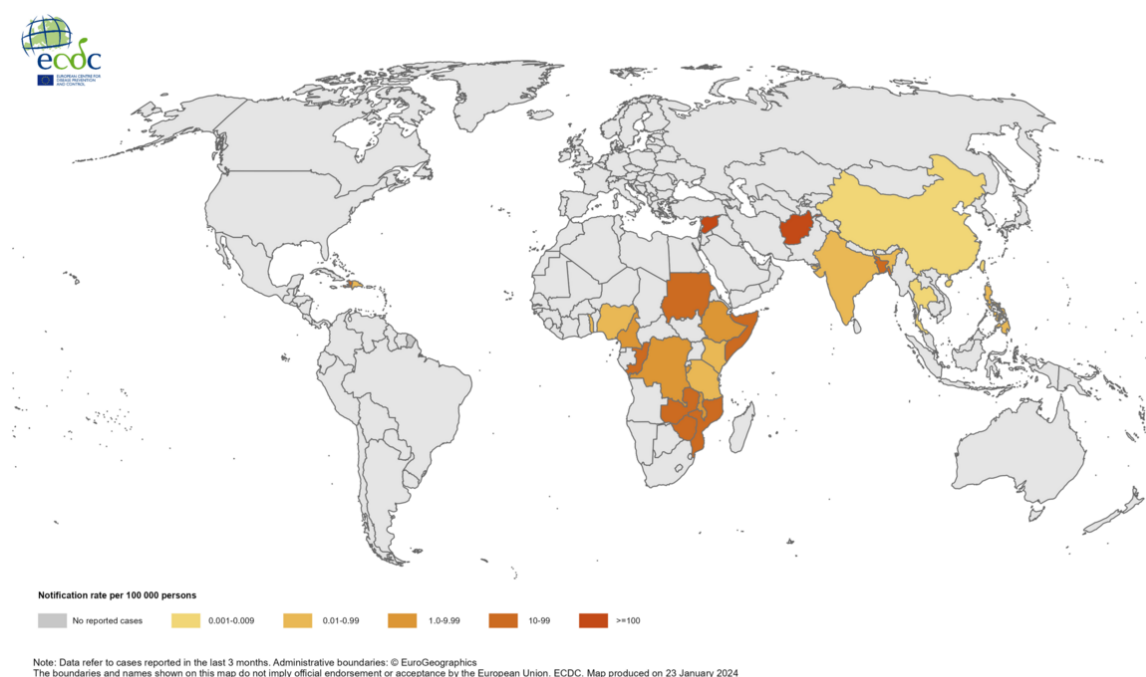 ecdc
EUROPEAN CENTRE FOR
DISEASE PREVENTION
AND CONTROL
Notification rate per 100 000 persons
No reported cases
0.001-0.009
0.01-0.99
1.0-9.99
10-99
>=100
Note: Data refer to cases reported in the last 3 months. Administrative boundaries: © EuroGeographics
The boundaries and names shown on this map do not imply official endorsement or acceptance by the European Union. ECDC. Map produced on 23 January 2024